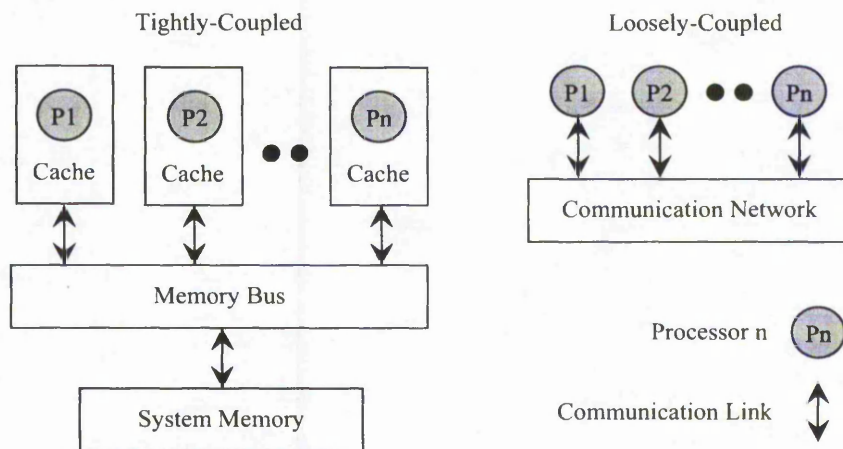 Tightly-Coupled
P1
P2
Pn
Cache
Cache
Cache
Memory Bus
System Memory
Loosely-Coupled
P1
P2
Pn
Communication Network
Processor n
Pn
Communication Link